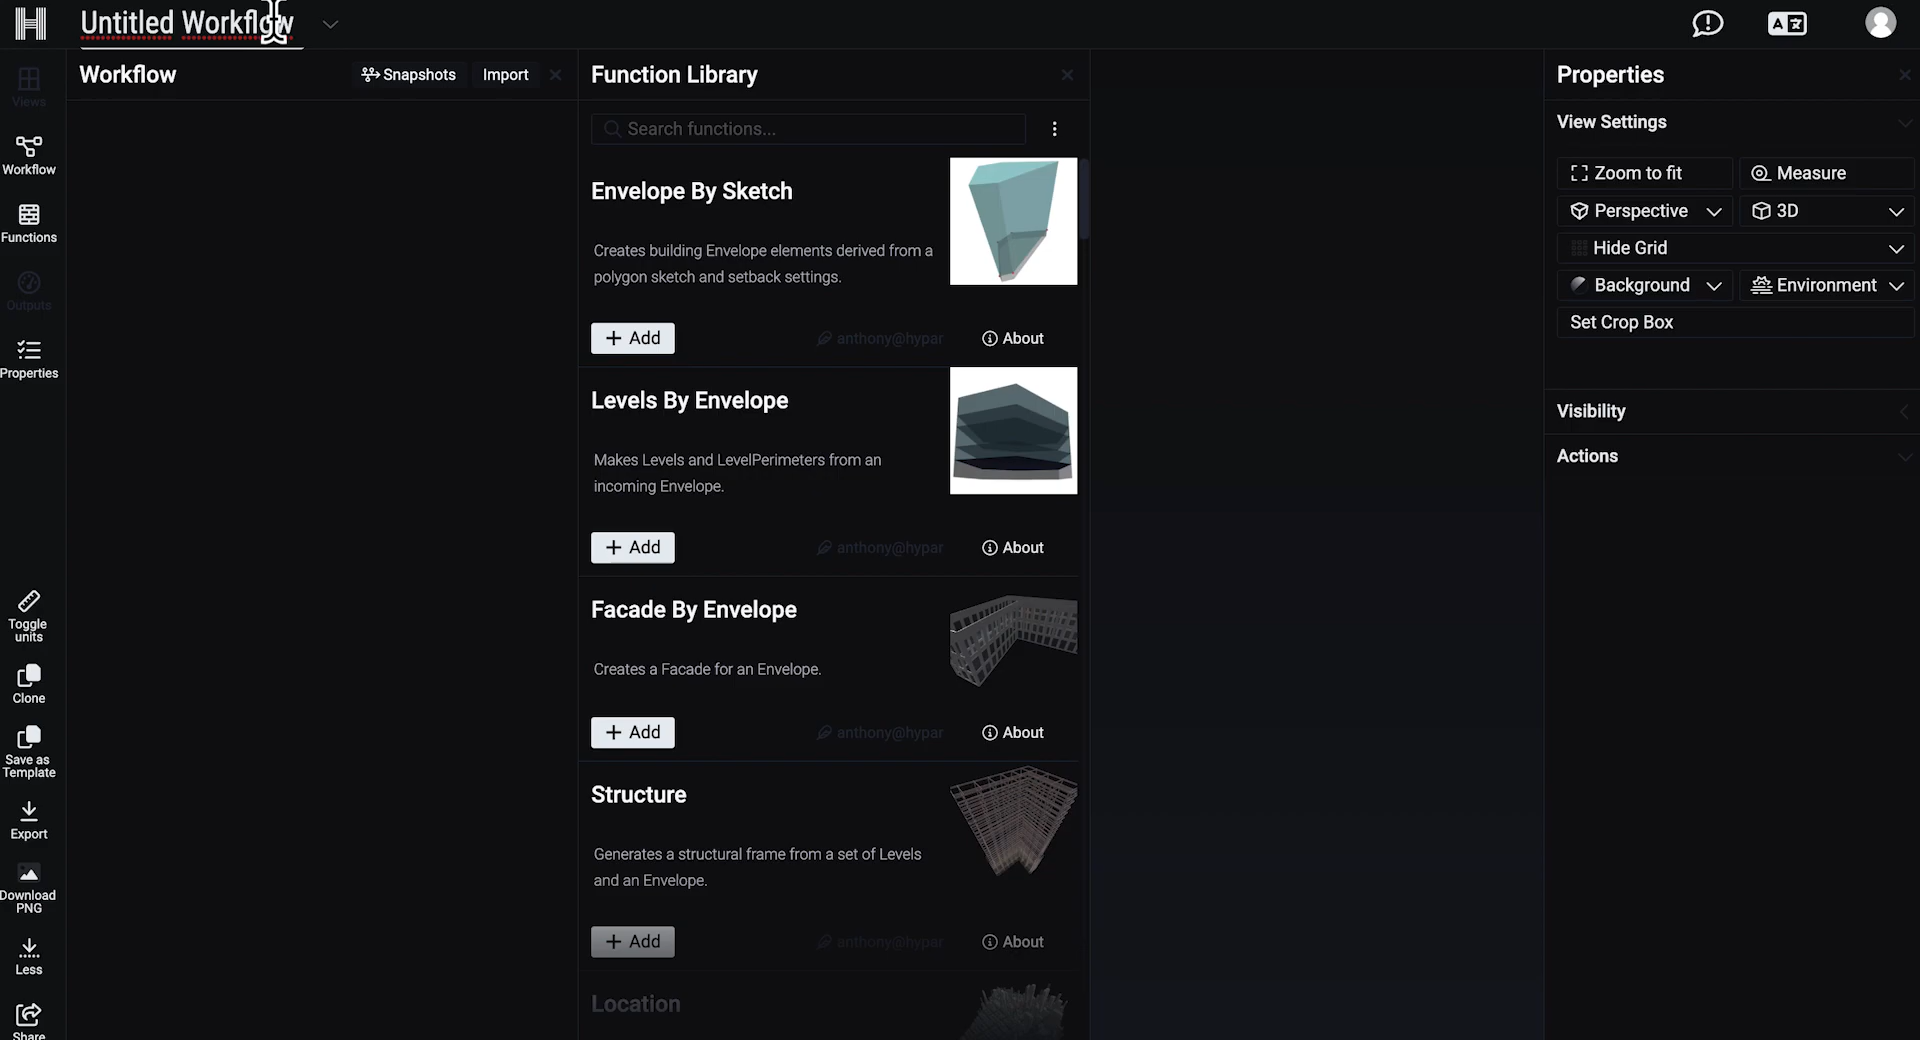 Untitled Workflow
Workflow
Snapshots
Import
Function Library
Properties
Views
Workflow
Functions
Outputs
Properties
Toggle
units
Clone
Save as
Template
Export
Download
PNG
Less
Share
Search functions...
Envelope By Sketch
Creates building Envelope elements derived from a
polygon sketch and setback settings.
+ Add
anthony@hypar
About
Levels By Envelope
Makes Levels and LevelPerimeters from an
incoming Envelope.
+ Add
anthony@hypar
About
Facade By Envelope
Creates a Facade for an Envelope.
+ Add
anthony@hypar
About
Structure
Generates a structural frame from a set of Levels
and an Envelope.
+ Add
anthony@hypar
About
Location
View Settings
Zoom to fit
Measure
Perspective
3D
Hide Grid
Background
Environment
Set Crop Box
Visibility
Actions